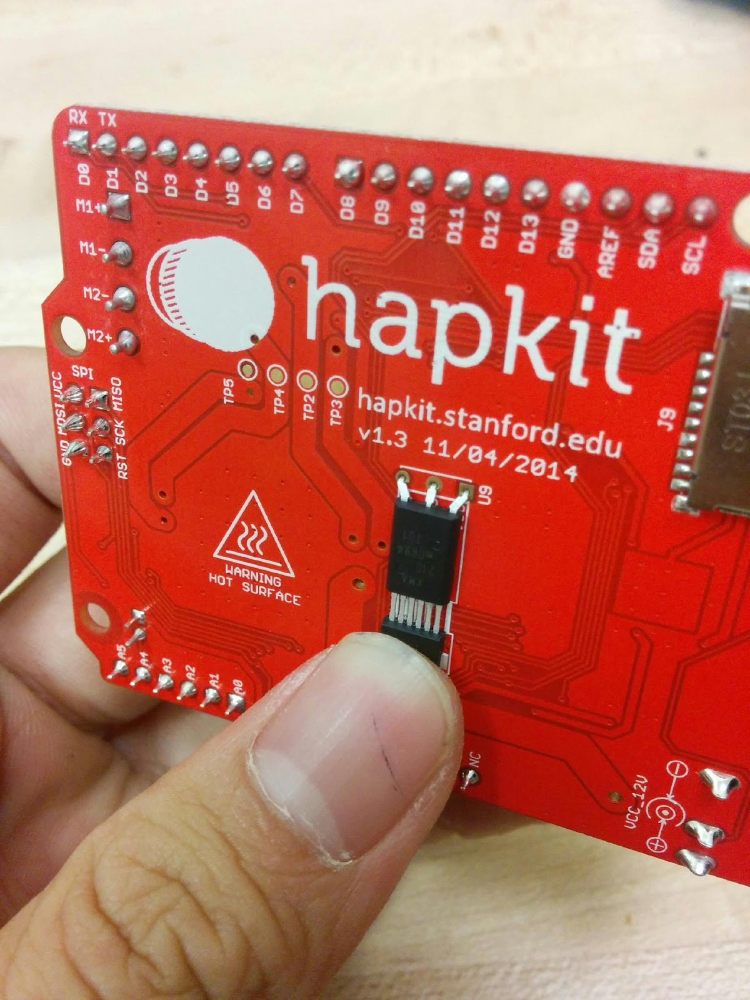 RX TX
D0 D1 D2 D3 D4 D5 D6 D7 D8 D9 D10 D11 D12 D13 GND AREF SDA SCL
M1+
M1-
M2-
M2+
hapkit
SPI
VCC MISO
MOSI SCK
GND RST
TP5 TP4 TP2 TP3
hapkit.stanford.edu
v1.3 11/04/2014
J9
U9
WARNING
HOT SURFACE
A5 A4 A3 A2 A1 A0
NC
VCC_12V